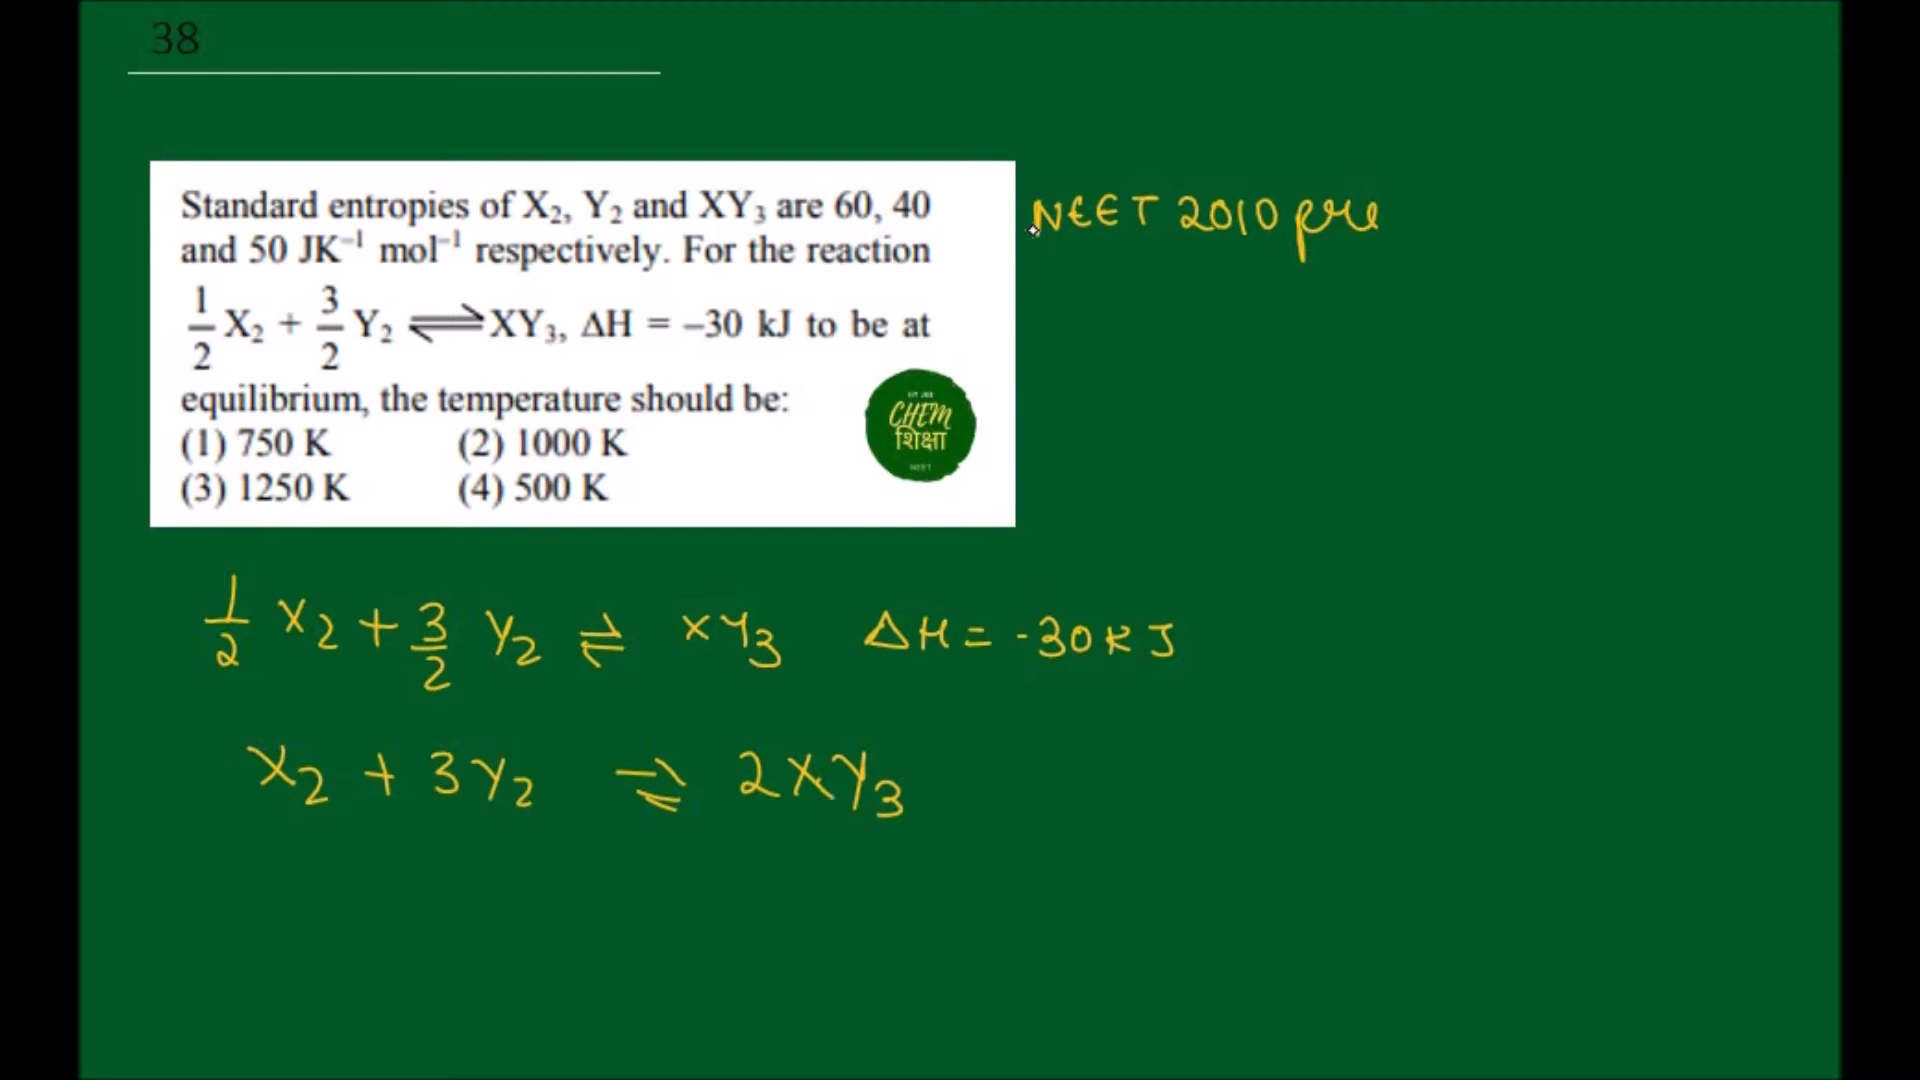 38
Standard entropies of X₂, Y₂ and XY₃ are 60, 40
and 50 JK⁻¹ mol⁻¹ respectively. For the reaction
1/2 X₂ + 3/2 Y₂ ⇌ XY₃, ΔH = –30 kJ to be at
equilibrium, the temperature should be:
(1) 750 K (2) 1000 K
(3) 1250 K (4) 500 K
IIT JEE
CHEM
शिक्षा
NEET
NEET 2010 pre
1/2 X₂ + 3/2 Y₂ ⇌ XY₃ ΔH = -30 KJ
X₂ + 3Y₂ ⇌ 2XY₃